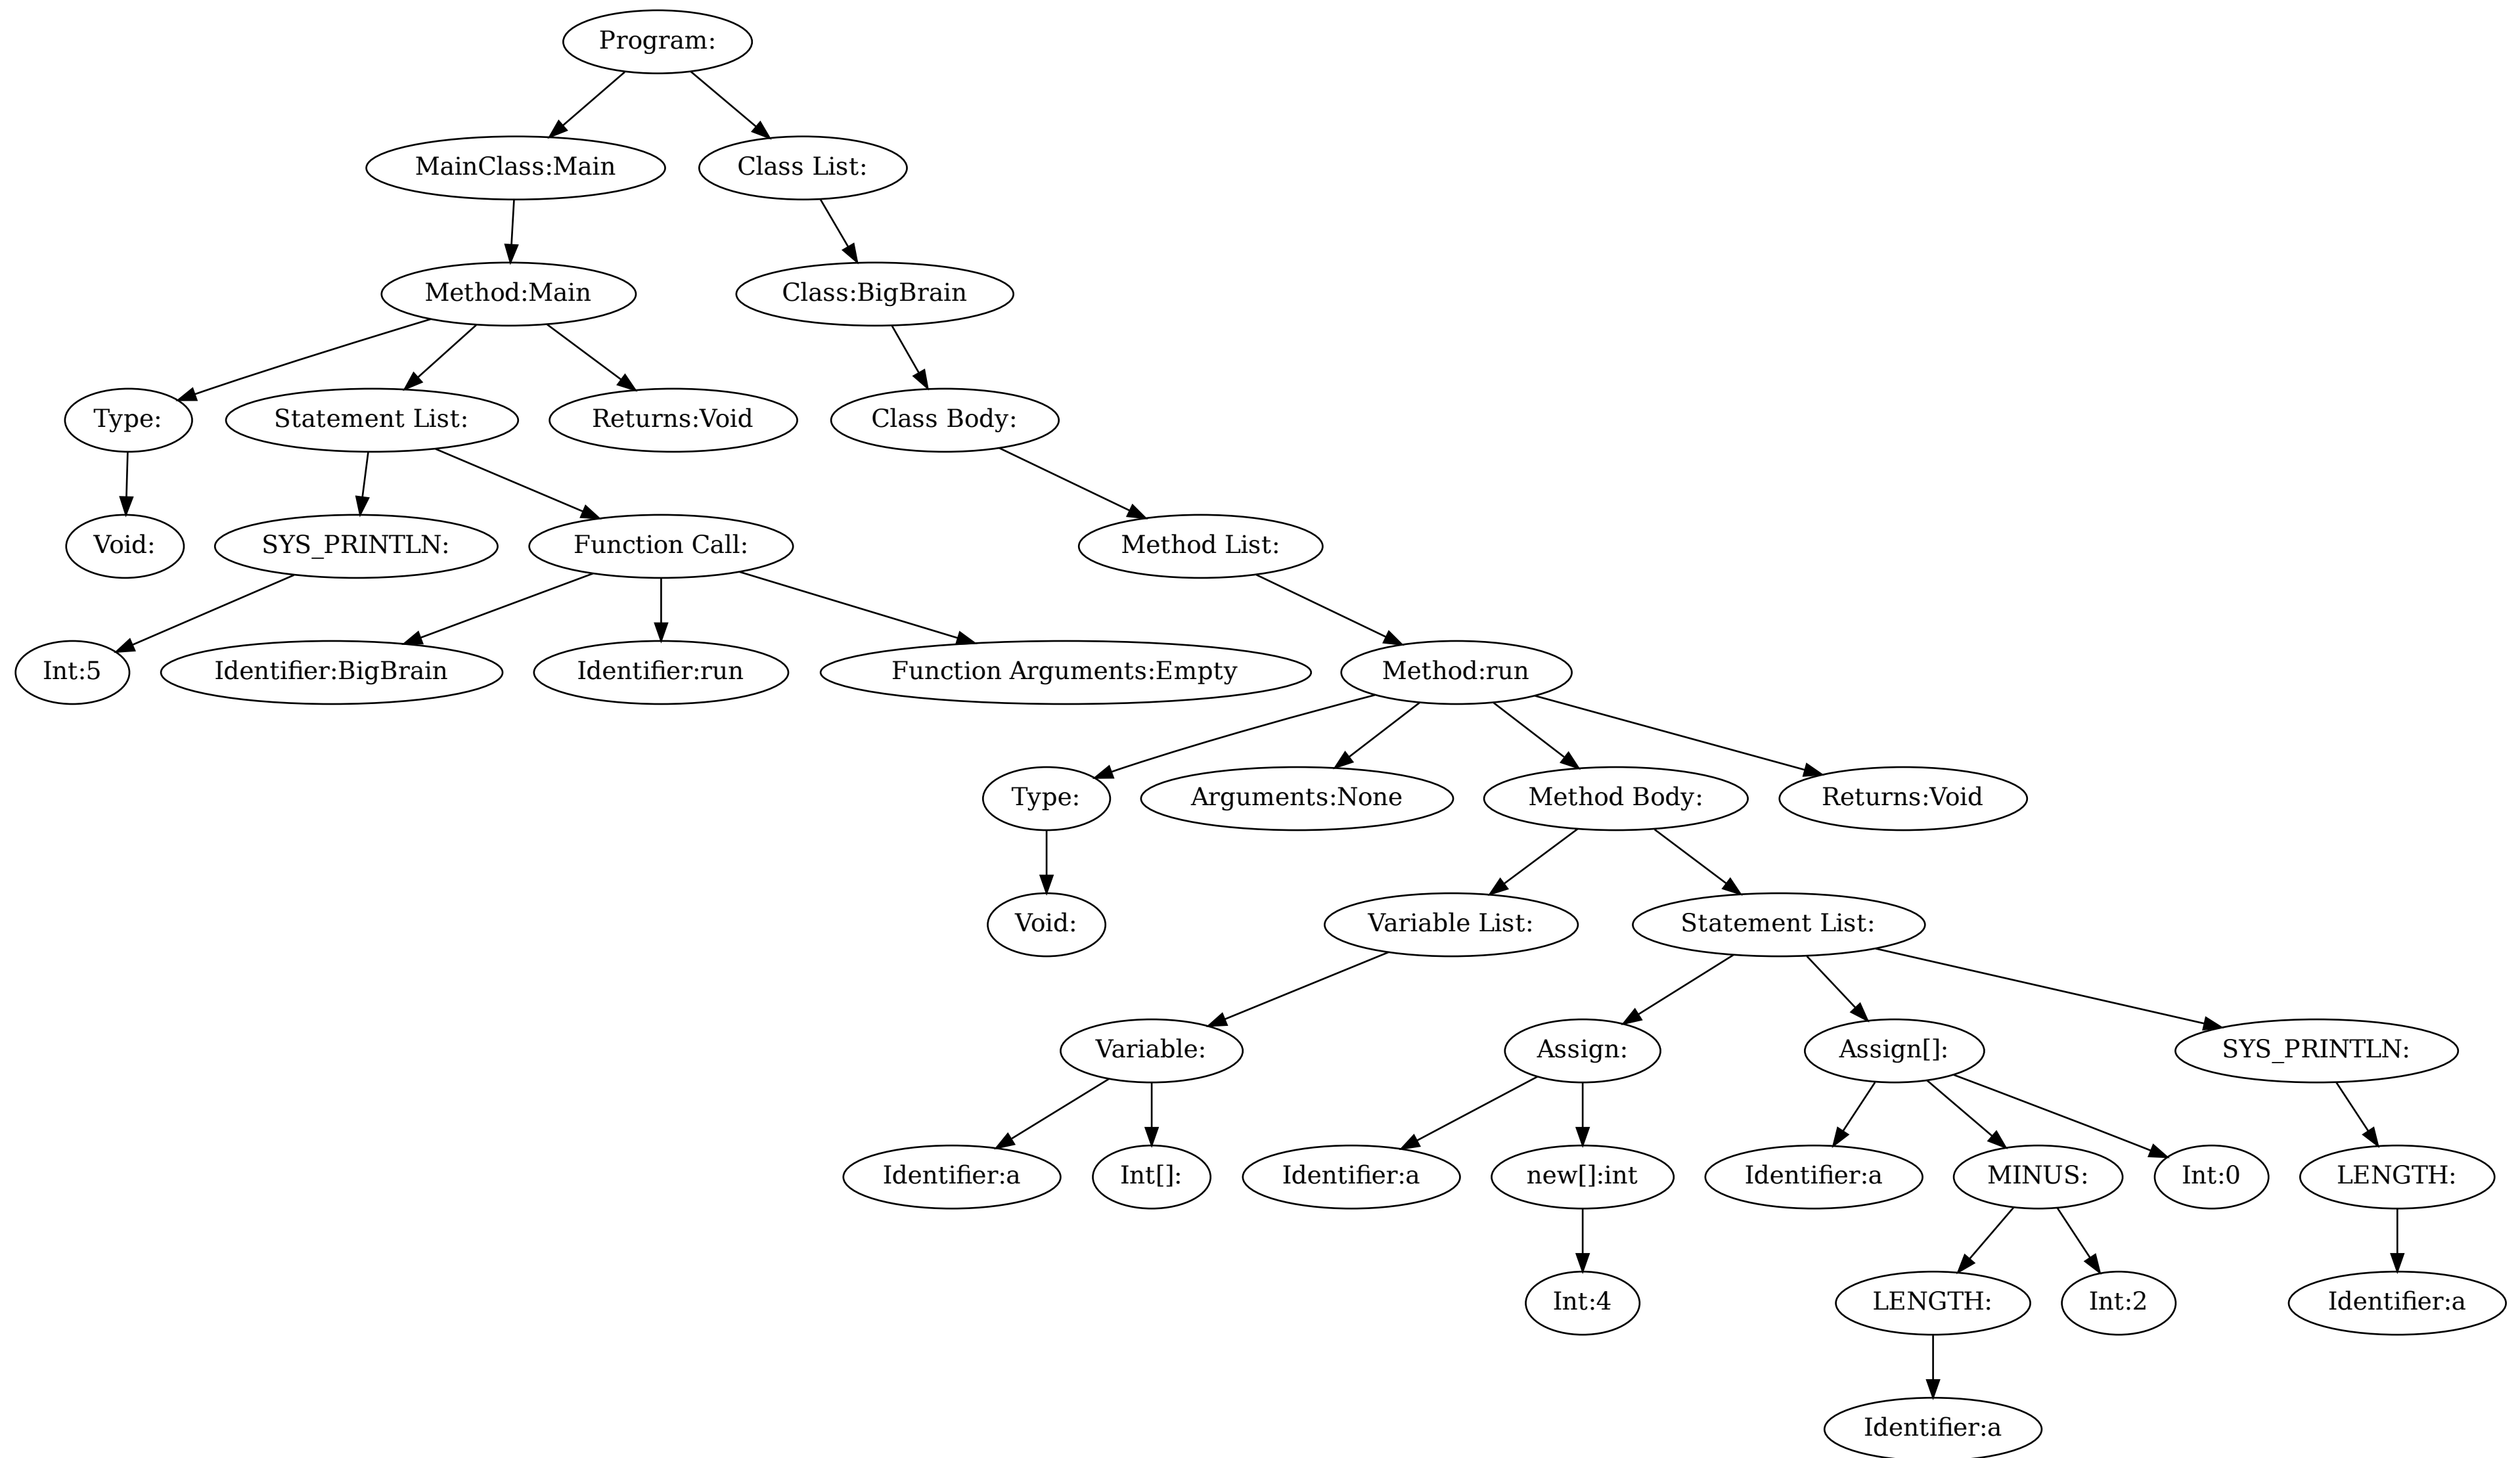 Program:
MainClass:Main
Class List:
Method:Main
Class:BigBrain
Type:
Statement List:
Returns:Void
Class Body:
Void:
SYS_PRINTLN:
Function Call:
Method List:
Int:5
Identifier:BigBrain
Identifier:run
Function Arguments:Empty
Method:run
Type:
Arguments:None
Method Body:
Returns:Void
Void:
Variable List:
Statement List:
Variable:
Assign:
Assign[]:
SYS_PRINTLN:
Identifier:a
Int[]:
Identifier:a
new[]:int
Identifier:a
MINUS:
Int:0
LENGTH:
Int:4
LENGTH:
Int:2
Identifier:a
Identifier:a